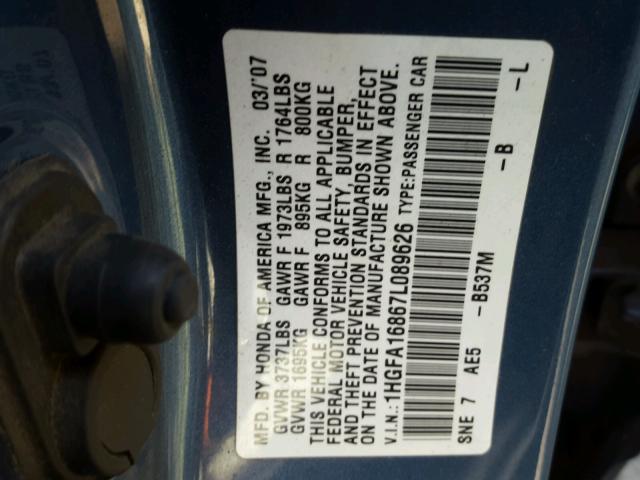 MFD. BY HONDA OF AMERICA MFG., INC. 03/'07
GVWR 3737LBS GAWR F 1973LBS R 1764LBS
GVWR 1695KG GAWR F 895KG R 800KG
THIS VEHICLE CONFORMS TO ALL APPLICABLE
FEDERAL MOTOR VEHICLE SAFETY, BUMPER,
AND THEFT PREVENTION STANDARDS IN EFFECT
ON THE DATE OF MANUFACTURE SHOWN ABOVE.
V.I.N.:1HGFA16867L089626 TYPE:PASSENGER CAR
SNE 7 AE5 -B537M -B -L